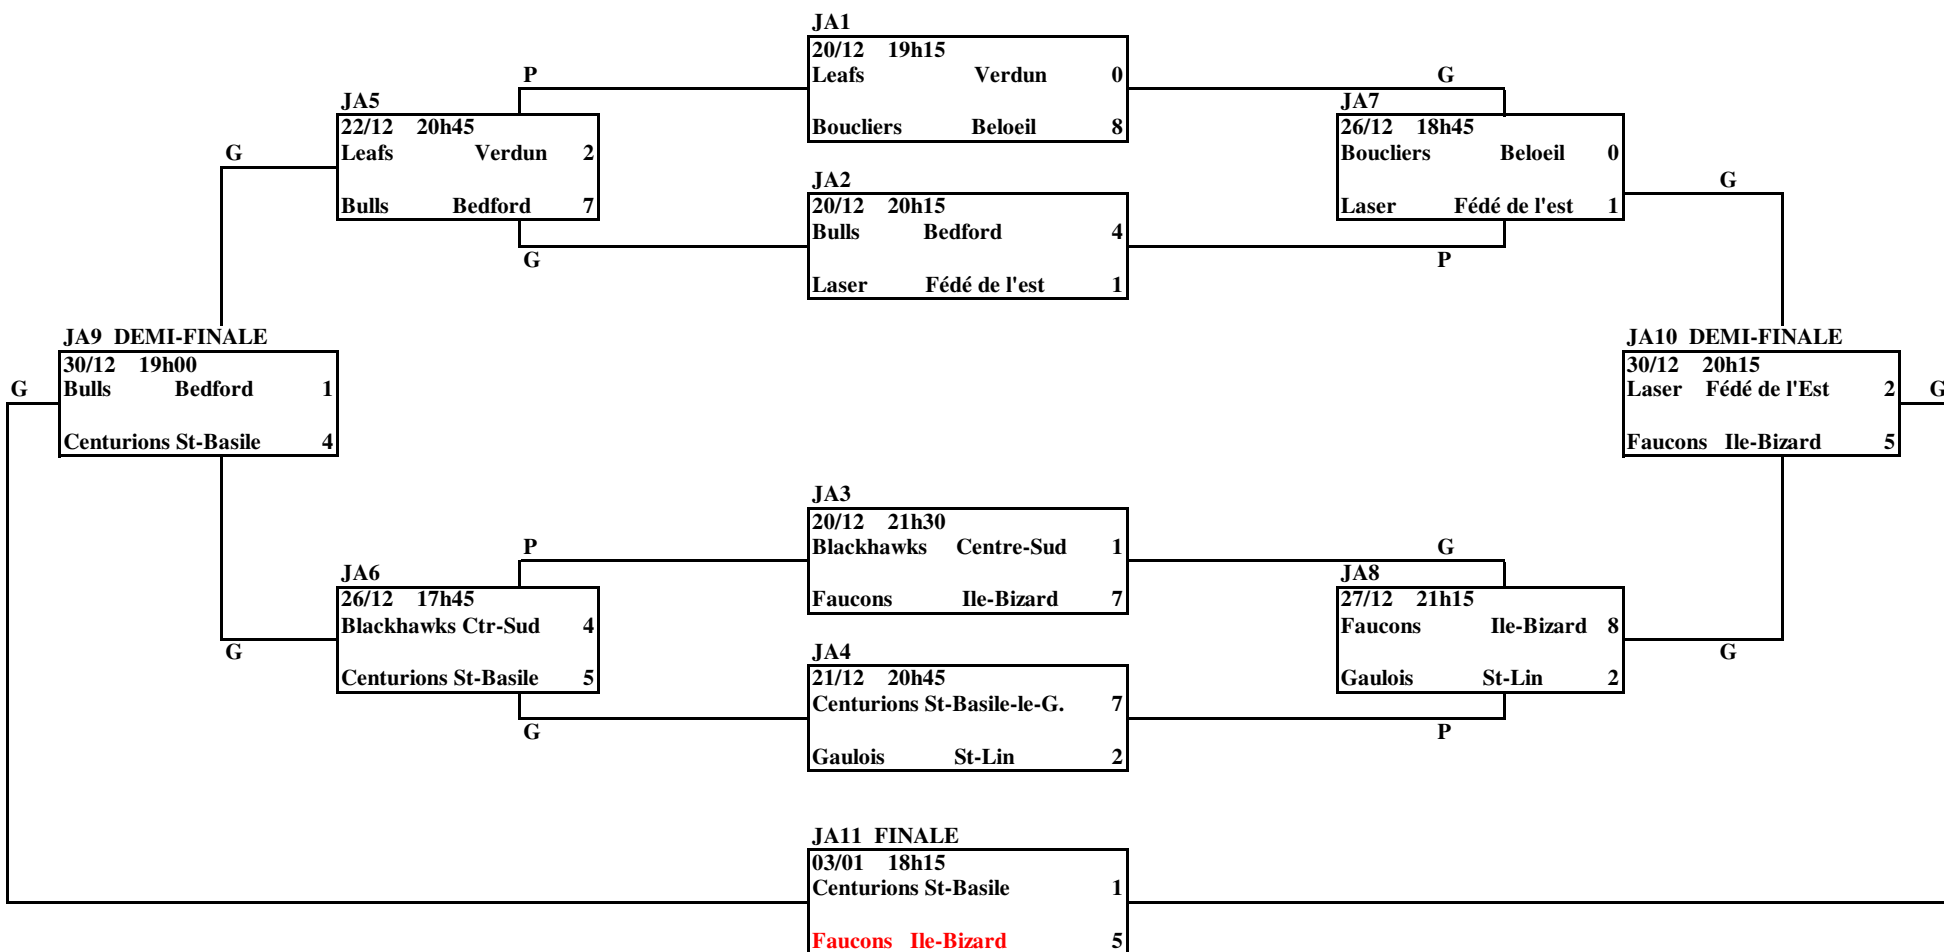 JA1
20/12 19h15
Leafs Verdun 0
Boucliers Beloeil 8
P
G
JA5
22/12 20h45
Leafs Verdun 2
Bulls Bedford 7
G
JA7
26/12 18h45
Boucliers Beloeil 0
Laser Fédé de l'est 1
G
JA2
20/12 20h15
Bulls Bedford 4
Laser Fédé de l'est 1
G
P
JA9 DEMI-FINALE
30/12 19h00
Bulls Bedford 1
Centurions St-Basile 4
G
JA10 DEMI-FINALE
30/12 20h15
Laser Fédé de l'Est 2
Faucons Ile-Bizard 5
G
JA3
20/12 21h30
Blackhawks Centre-Sud 1
Faucons Ile-Bizard 7
P
G
JA6
26/12 17h45
Blackhawks Ctr-Sud 4
Centurions St-Basile 5
G
JA8
27/12 21h15
Faucons Ile-Bizard 8
Gaulois St-Lin 2
G
JA4
21/12 20h45
Centurions St-Basile-le-G. 7
Gaulois St-Lin 2
G
P
JA11 FINALE
03/01 18h15
Centurions St-Basile 1
Faucons Ile-Bizard 5